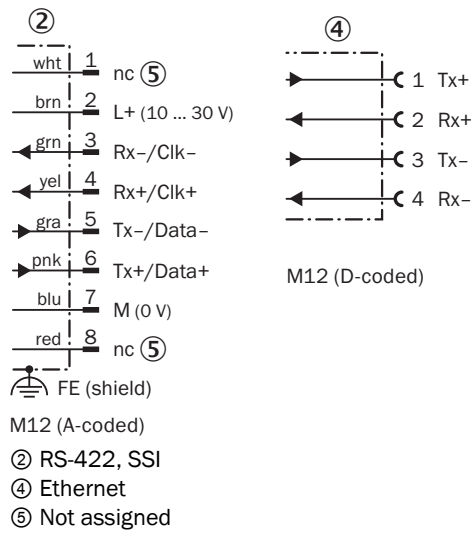 ②
wht 1 nc ⑤
brn 2 L+ (10 ... 30 V)
grn 3 Rx–/Clk–
yel 4 Rx+/Clk+
gra 5 Tx–/Data–
pnk 6 Tx+/Data+
blu 7 M (0 V)
red 8 nc ⑤
FE (shield)
M12 (A-coded)
④
1 Tx+
2 Rx+
3 Tx–
4 Rx–
M12 (D-coded)
② RS-422, SSI
④ Ethernet
⑤ Not assigned